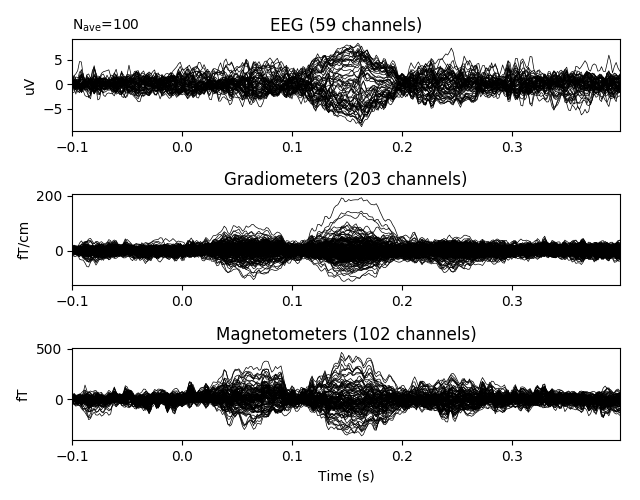 N_ave=100
EEG (59 channels)
uV
5
0
−5
−0.1 0.0 0.1 0.2 0.3
Gradiometers (203 channels)
fT/cm
200
0
−0.1 0.0 0.1 0.2 0.3
Magnetometers (102 channels)
fT
500
0
−0.1 0.0 0.1 0.2 0.3
Time (s)